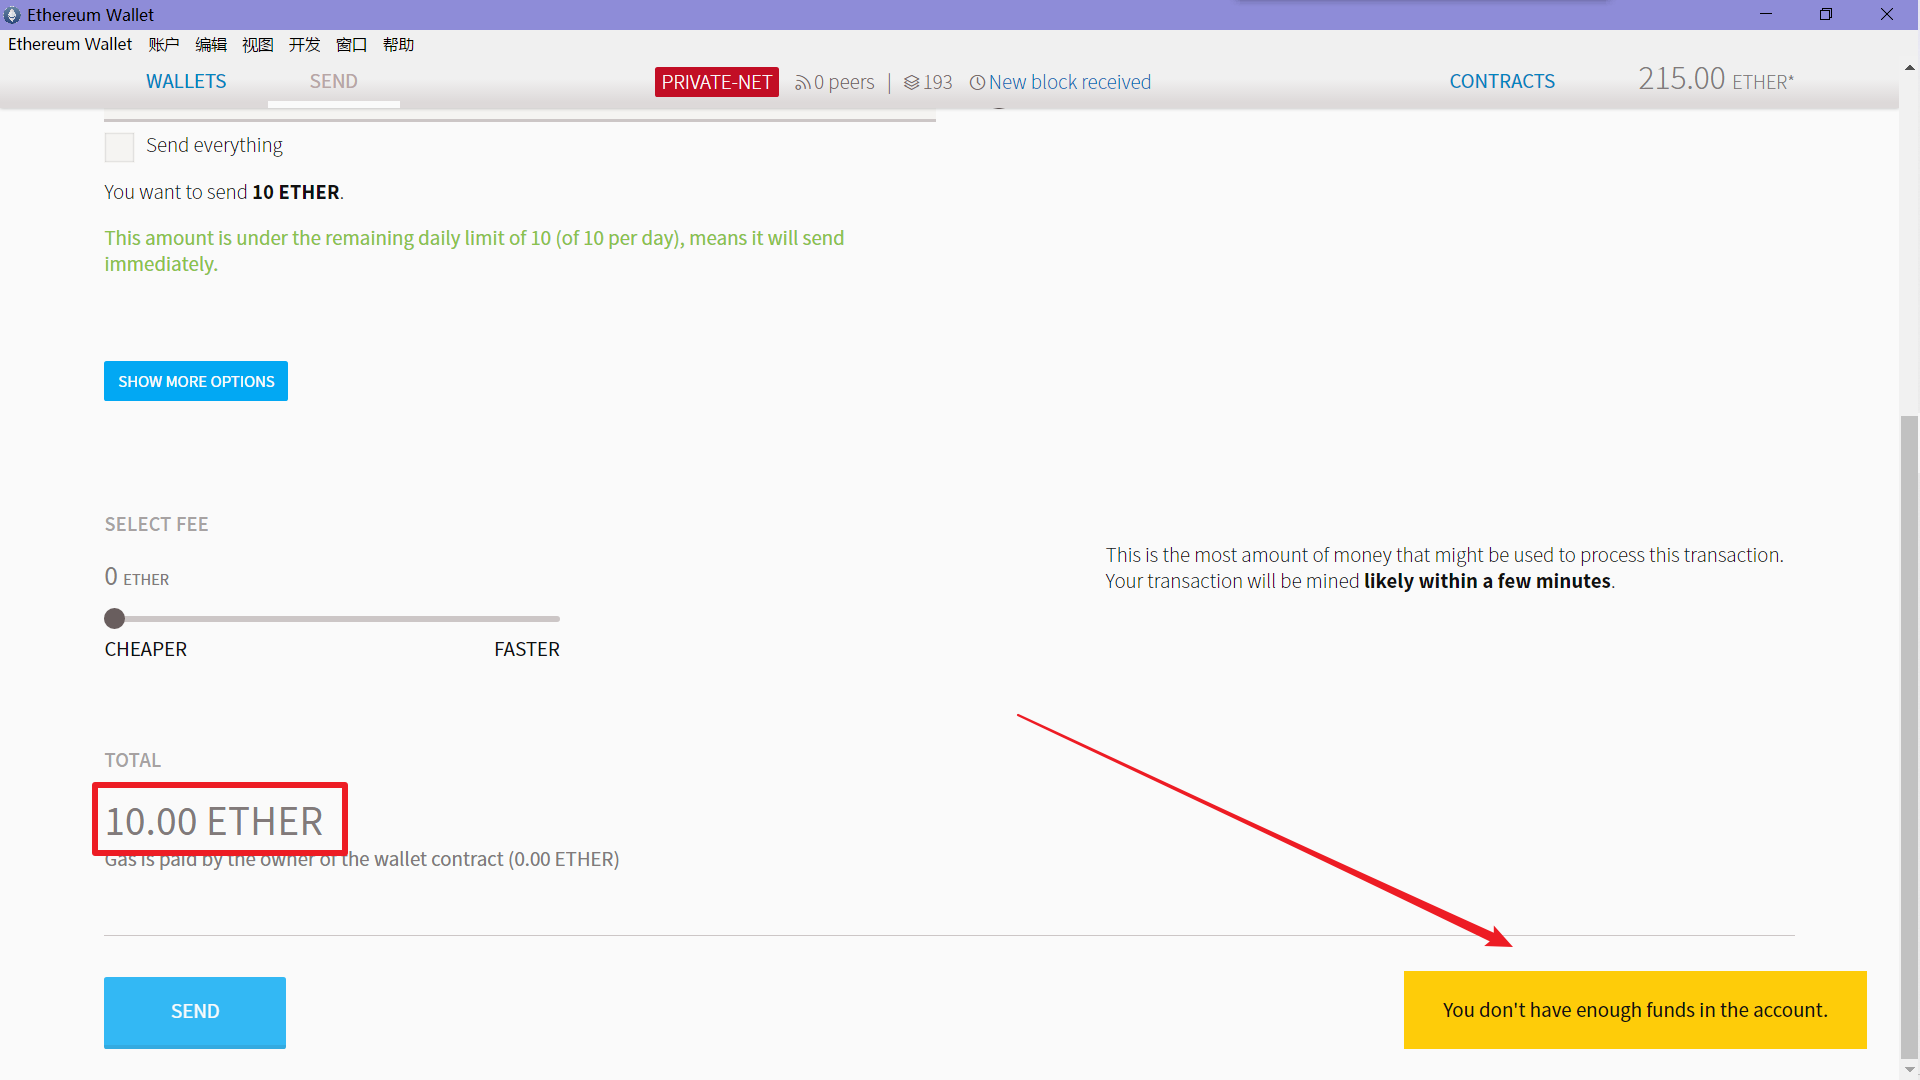 Ethereum Wallet
Ethereum Wallet 账户 编辑 视图 开发 窗口 帮助
WALLETS SEND PRIVATE-NET 0 peers | 193 New block received CONTRACTS 215.00 ETHER*
Send everything
You want to send 10 ETHER.
This amount is under the remaining daily limit of 10 (of 10 per day), means it will send
immediately.
SHOW MORE OPTIONS
SELECT FEE
0 ETHER
CHEAPER FASTER
This is the most amount of money that might be used to process this transaction.
Your transaction will be mined likely within a few minutes.
TOTAL
10.00 ETHER
Gas is paid by the owner of the wallet contract (0.00 ETHER)
SEND
You don't have enough funds in the account.